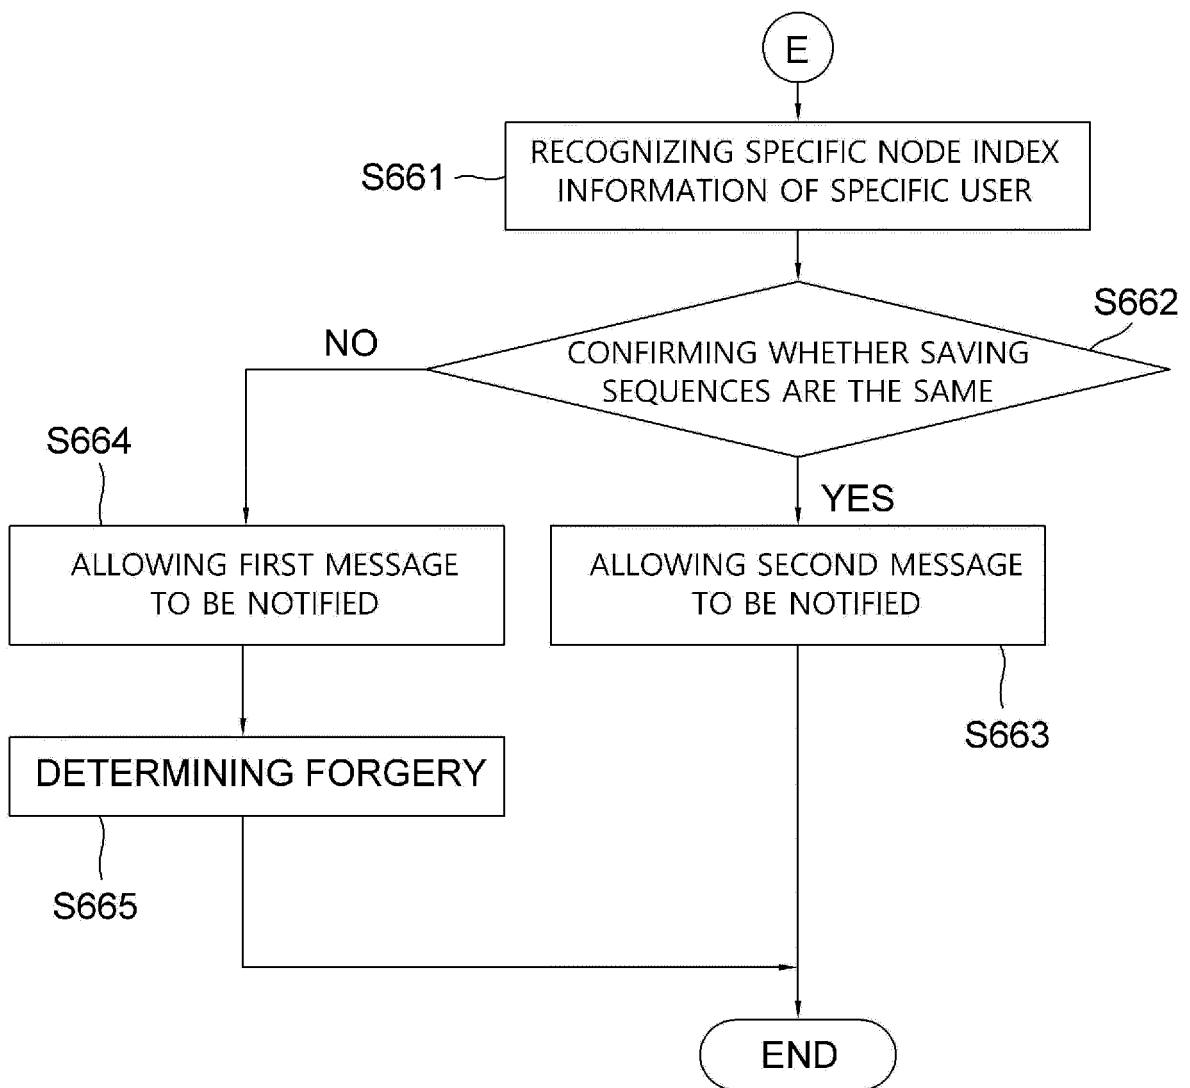 E
RECOGNIZING SPECIFIC NODE INDEX
INFORMATION OF SPECIFIC USER
S661
S662
CONFIRMING WHETHER SAVING
SEQUENCES ARE THE SAME
NO
YES
S664
ALLOWING FIRST MESSAGE
TO BE NOTIFIED
ALLOWING SECOND MESSAGE
TO BE NOTIFIED
S663
DETERMINING FORGERY
S665
END